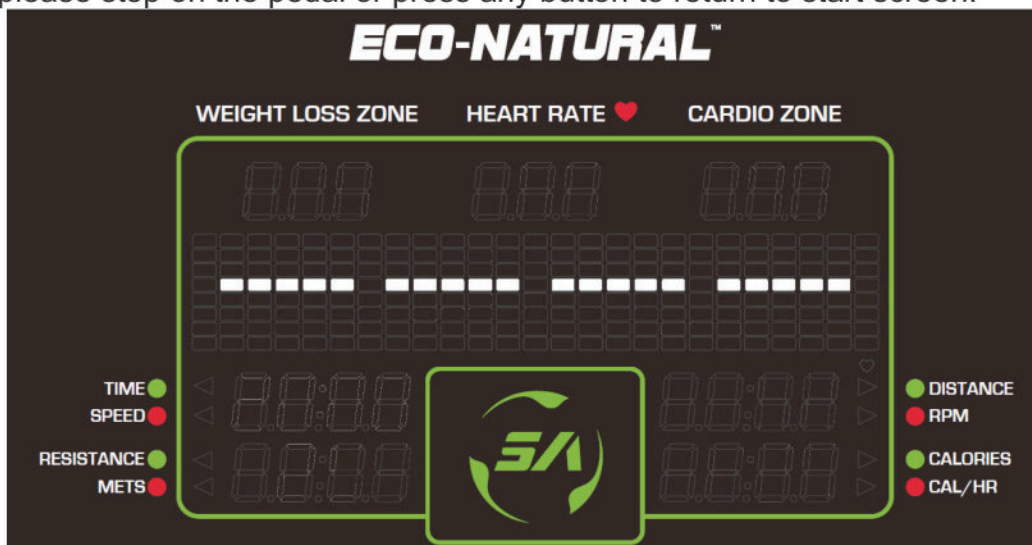 please step on the pedal or press any button to return to start screen.
ECO-NATURAL™
WEIGHT LOSS ZONE HEART RATE CARDIO ZONE
TIME
SPEED
RESISTANCE
METS
SA
DISTANCE
RPM
CALORIES
CAL/HR